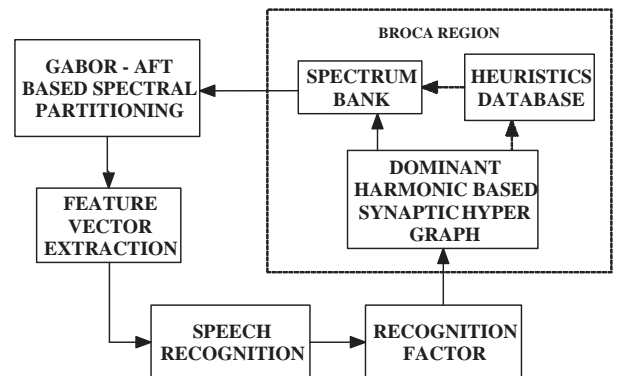 BROCA REGION
GABOR - AFT
BASED SPECTRAL
PARTITIONING
SPECTRUM
BANK
HEURISTICS
DATABASE
DOMINANT
HARMONIC BASED
SYNAPTIC HYPER
GRAPH
FEATURE
VECTOR
EXTRACTION
SPEECH
RECOGNITION
RECOGNITION
FACTOR